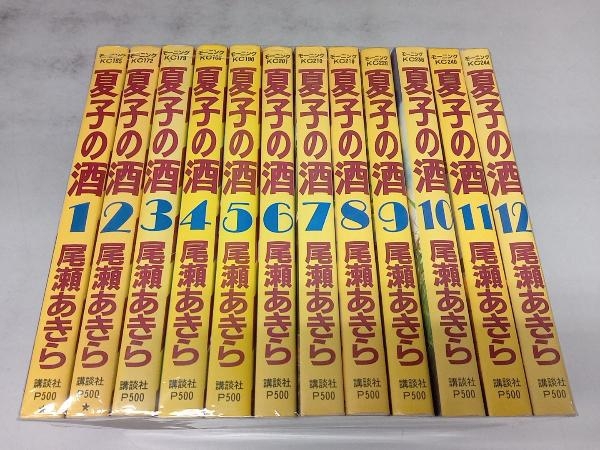 モーニング
KC165
夏子の酒
1
尾瀬あきら
講談社
P500
★
モーニング
KC172
夏子の酒
2
尾瀬あきら
講談社
P500
★
モーニング
KC179
夏子の酒
3
尾瀬あきら
講談社
P500
モーニング
夏子の酒
4
尾瀬あきら
講談社
P500
モーニング
KC196
夏子の酒
5
尾瀬あきら
講談社
P500
モーニング
KC201
夏子の酒
6
尾瀬あきら
講談社
P500
モーニング
KC210
夏子の酒
7
尾瀬あきら
講談社
P500
モーニング
KC219
夏子の酒
8
尾瀬あきら
講談社
P500
モーニング
KC226
夏子の酒
9
尾瀬あきら
講談社
P500
モーニング
夏子の酒
10
尾瀬あきら
講談社
P500
モーニング
KC240
夏子の酒
11
尾瀬あきら
講談社
P500
モーニング
KC244
夏子の酒
12
尾瀬あきら
講談社
P500